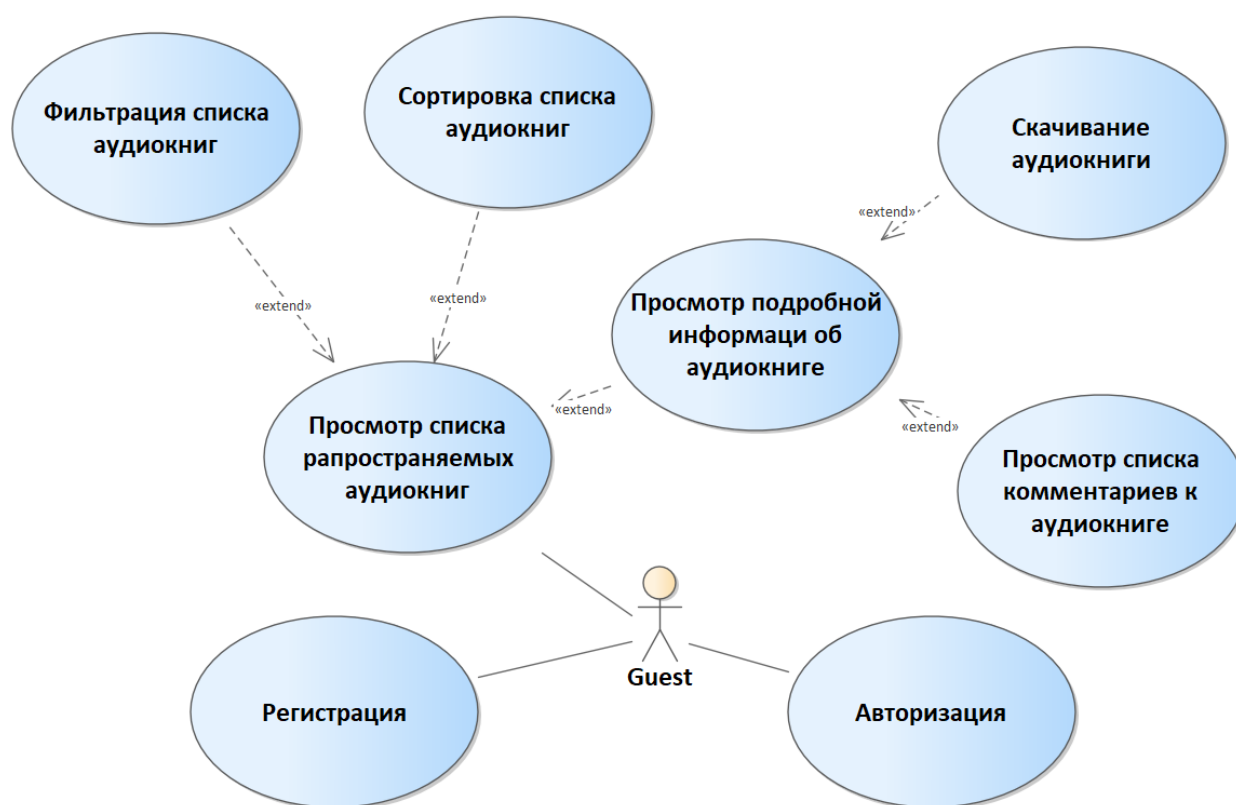 Фильтрация списка
аудиокниг
Сортировка списка
аудиокниг
Скачивание
аудиокниги
«extend»
«extend»
«extend»
Просмотр подробной
информаци об
аудиокниге
«extend»
«extend»
Просмотр списка
рапространяемых
аудиокниг
Просмотр списка
комментариев к
аудиокниге
Guest
Регистрация
Авторизация